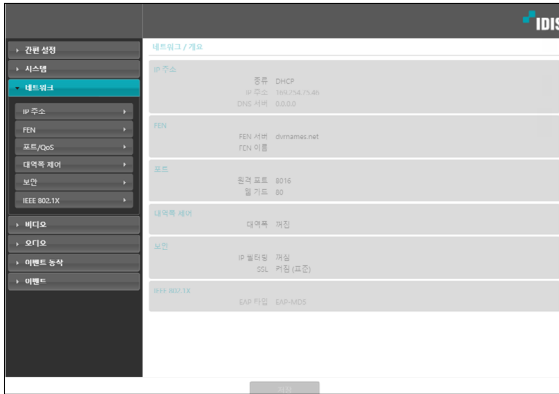 IDIS
간편 설정
시스템
네트워크
IP 주소
FEN
포트/QoS
대역폭 제어
보안
IEEE 802.1X
비디오
오디오
이벤트 동작
이벤트
네트워크 / 개요
IP 주소
종류 DHCP
IP 주소
DNS 서버 0.0.0.0
FEN
FEN 서버 dvrnames.net
FEN 이름
포트
원격 포트 8016
웹 가드 80
대역폭 제어
대역폭 꺼짐
보안
IP 필터링 꺼짐
SSL 꺼짐 (표준)
IEEE 802.1X
EAP 타입 EAP-MD5